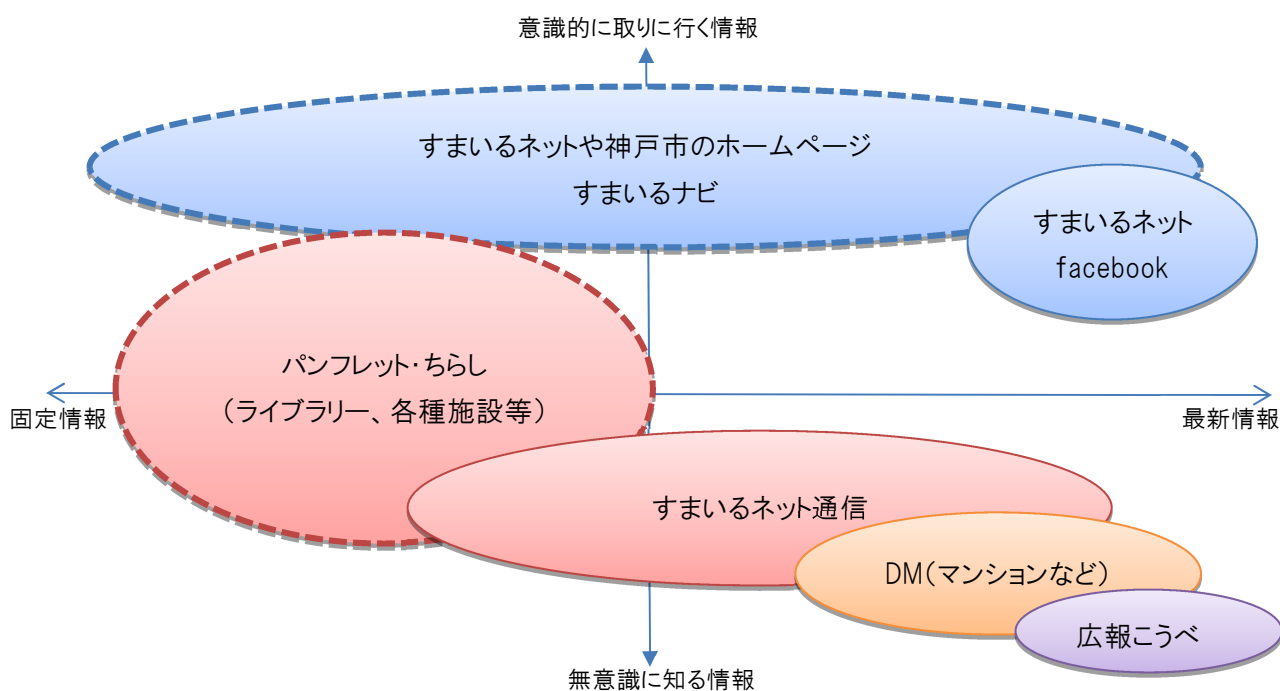 意識的に取りに行く情報
すまいるネットや神戸市のホームページ
すまいるナビ
すまいるネット
facebook
パンフレット・ちらし
（ライブラリー、各種施設等）
固定情報
最新情報
すまいるネット通信
DM（マンションなど）
広報こうべ
無意識に知る情報